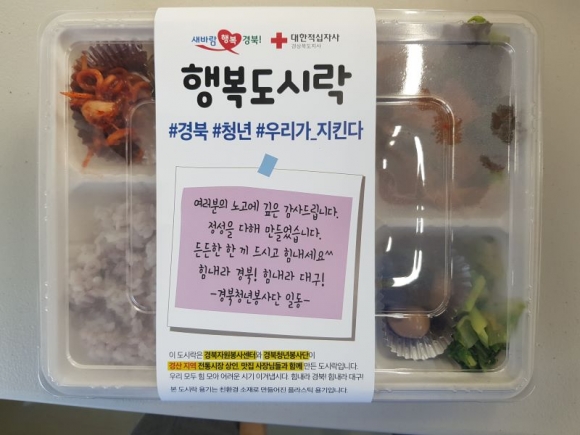 새바람 행복 경북!
대한적십자사
경상북도지사
행복도시락
#경북 #청년 #우리가_지킨다
여러분의 노고에 깊은 감사드립니다.
정성을 다해 만들었습니다.
든든한 한 끼 드시고 힘내세요^^
힘내라 경북! 힘내라 대구!
-경북청년봉사단 일동-
이 도시락은 경북자원봉사센터와 경북청년봉사단이
경산 지역 전통시장 상인, 맛집 사장님들과 함께 만든 도시락입니다.
우리 모두 힘 모아 어려운 시기 이겨냅시다. 힘내라 경북! 힘내라 대구!
본 도시락 용기는 친환경 소재로 만들어진 플라스틱 용기입니다.